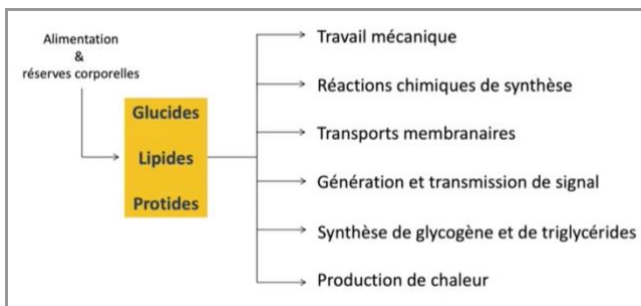 Alimentation
&
réserves corporelles
Glucides
Lipides
Protides
Travail mécanique
Réactions chimiques de synthèse
Transports membranaires
Génération et transmission de signal
Synthèse de glycogène et de triglycérides
Production de chaleur